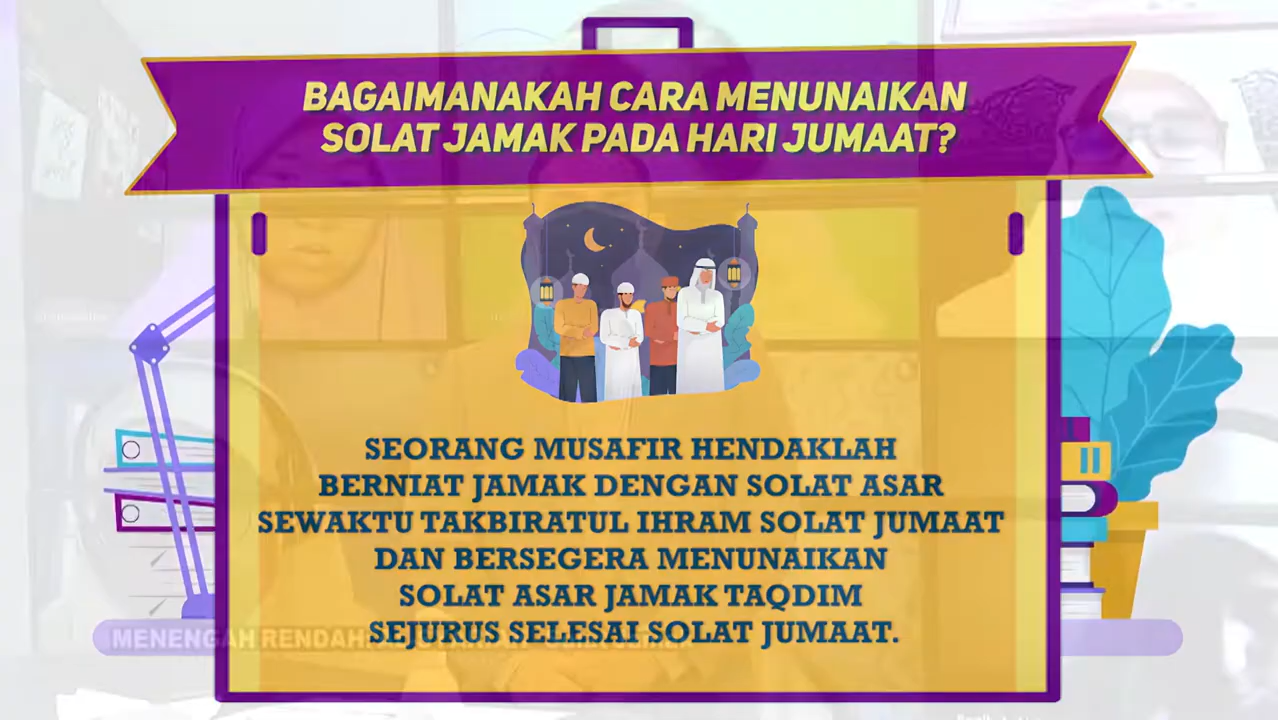 BAGAIMANAKAH CARA MENUNAIKAN
SOLAT JAMAK PADA HARI JUMAAT?
SEORANG MUSAFIR HENDAKLAH
BERNIAT JAMAK DENGAN SOLAT ASAR
SEWAKTU TAKBIRATUL IHRAM SOLAT JUMAAT
DAN BERSEGERA MENUNAIKAN
SOLAT ASAR JAMAK TAQDIM
SEJURUS SELESAI SOLAT JUMAAT.
MENENGAH RENDAH